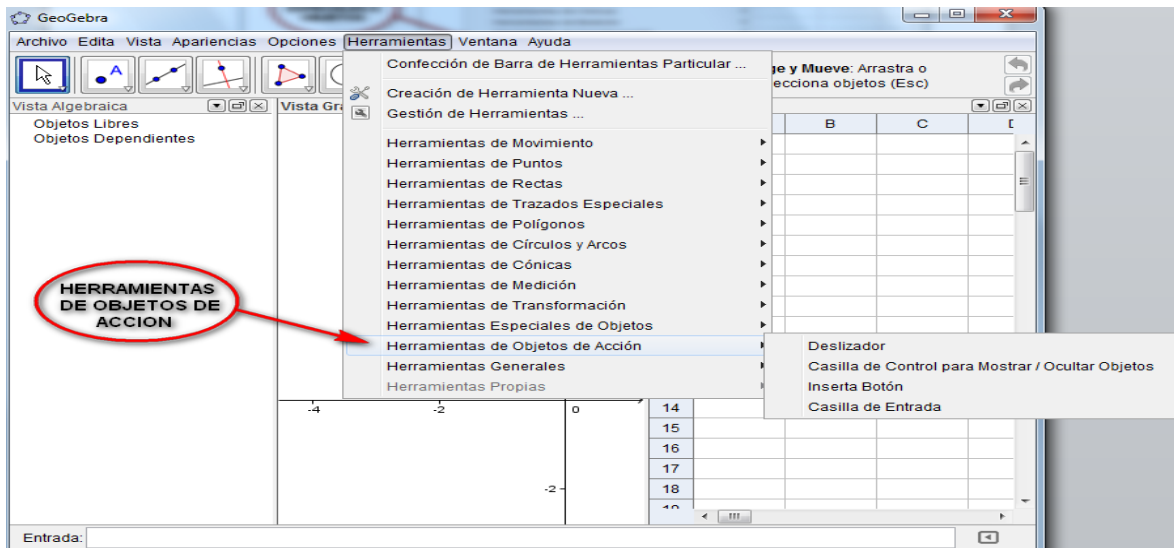 GeoGebra
Archivo Edita Vista Apariencias Opciones Herramientas Ventana Ayuda
A
ge y Mueve: Arrastra o
ecciona objetos (Esc)
Vista Algebraica
Vista Gr
Objetos Libres
Objetos Dependientes
Confección de Barra de Herramientas Particular ...
Creación de Herramienta Nueva ...
Gestión de Herramientas ...
Herramientas de Movimiento
Herramientas de Puntos
Herramientas de Rectas
Herramientas de Trazados Especiales
Herramientas de Polígonos
Herramientas de Círculos y Arcos
Herramientas de Cónicas
Herramientas de Medición
Herramientas de Transformación
Herramientas Especiales de Objetos
Herramientas de Objetos de Acción
Herramientas Generales
Herramientas Propias
Deslizador
Casilla de Control para Mostrar / Ocultar Objetos
Inserta Botón
Casilla de Entrada
HERRAMIENTAS
DE OBJETOS DE
ACCION
B C
-4 -2 0
-2
14
15
16
17
18
Entrada: